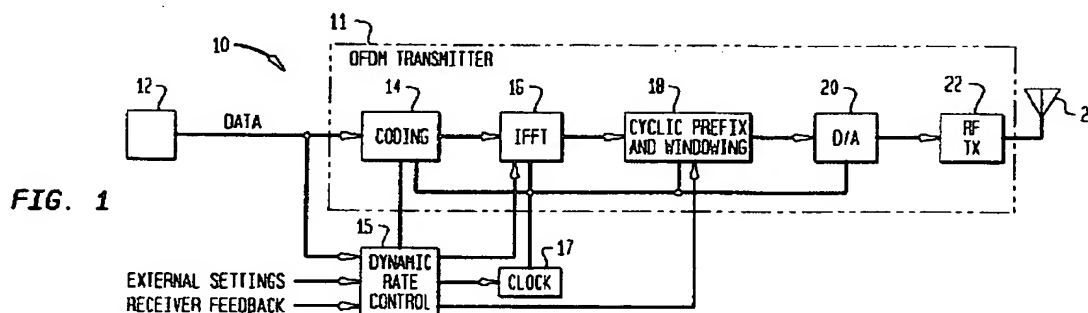 11
10
OFDM TRANSMITTER
12
14
16
18
20
22
2
DATA
CODING
IFFT
CYCLIC PREFIX
AND WINDOWING
D/A
RF
TX
FIG. 1
15
17
DYNAMIC
RATE
CONTROL
CLOCK
EXTERNAL SETTINGS
RECEIVER FEEDBACK